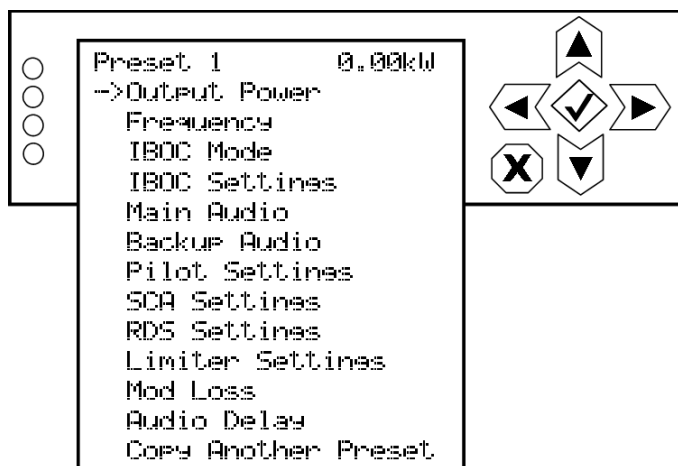 Preset 1 0.00kW
->Output Power
Frequency
IBOC Mode
IBOC Settings
Main Audio
Backup Audio
Pilot Settings
SCA Settings
RDS Settings
Limiter Settings
Mod Loss
Audio Delay
Copy Another Preset
X